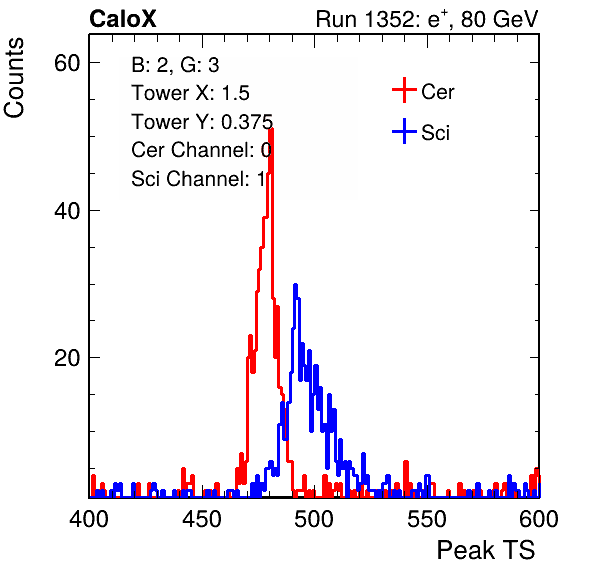 CaloX Run 1352: e⁺, 80 GeV
Counts
B: 2, G: 3
Tower X: 1.5
Tower Y: 0.375
Cer Channel: 0
Sci Channel: 1
Cer
Sci
60
40
20
400 450 500 550 600
Peak TS